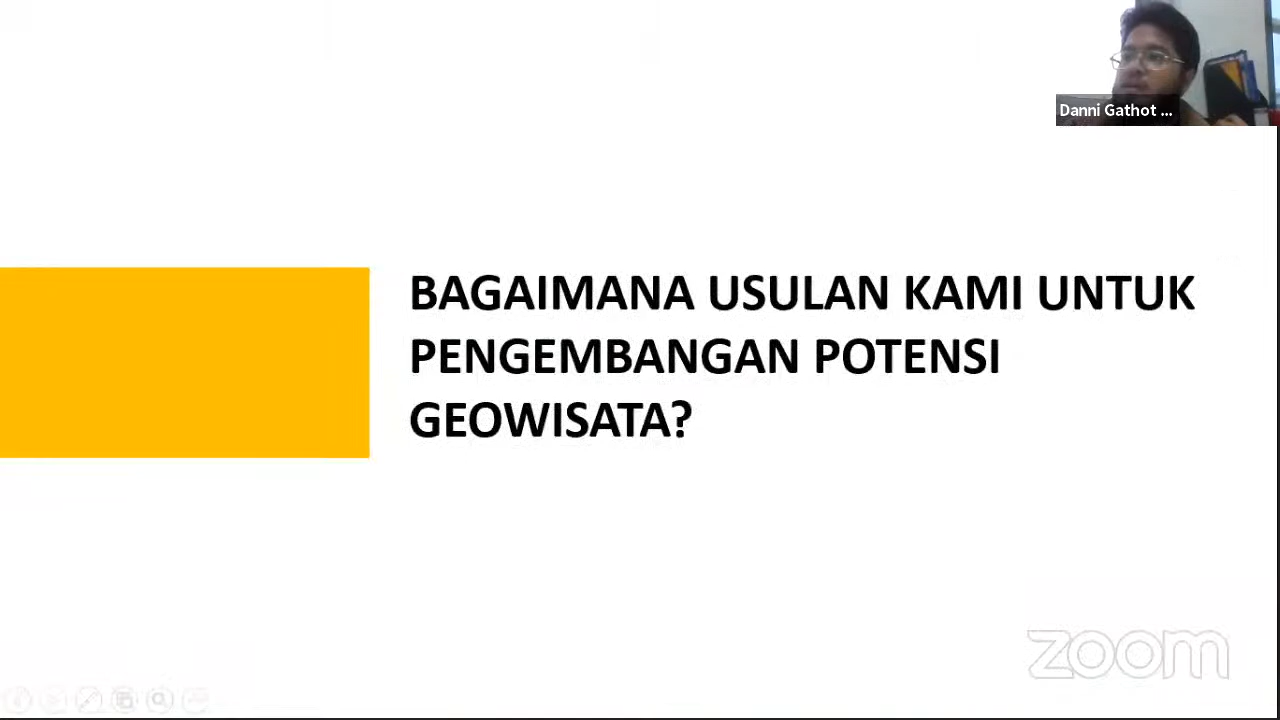 Danni Gathot ...
BAGAIMANA USULAN KAMI UNTUK
PENGEMBANGAN POTENSI
GEOWISATA?
zoom